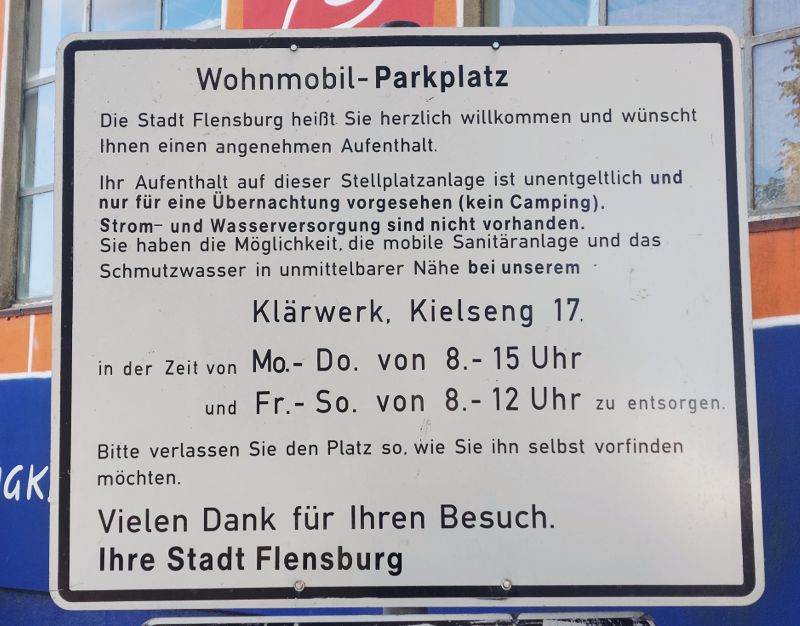 Wohnmobil-Parkplatz
Die Stadt Flensburg heißt Sie herzlich willkommen und wünscht
Ihnen einen angenehmen Aufenthalt.
Ihr Aufenthalt auf dieser Stellplatzanlage ist unentgeltlich und
nur für eine Übernachtung vorgesehen (kein Camping).
Strom- und Wasserversorgung sind nicht vorhanden.
Sie haben die Möglichkeit, die mobile Sanitäranlage und das
Schmutzwasser in unmittelbarer Nähe bei unserem
Klärwerk, Kielseng 17.
in der Zeit von Mo.- Do. von 8.- 15 Uhr
und Fr.- So. von 8.- 12 Uhr zu entsorgen.
Bitte verlassen Sie den Platz so, wie Sie ihn selbst vorfinden
möchten.
Vielen Dank für Ihren Besuch.
Ihre Stadt Flensburg